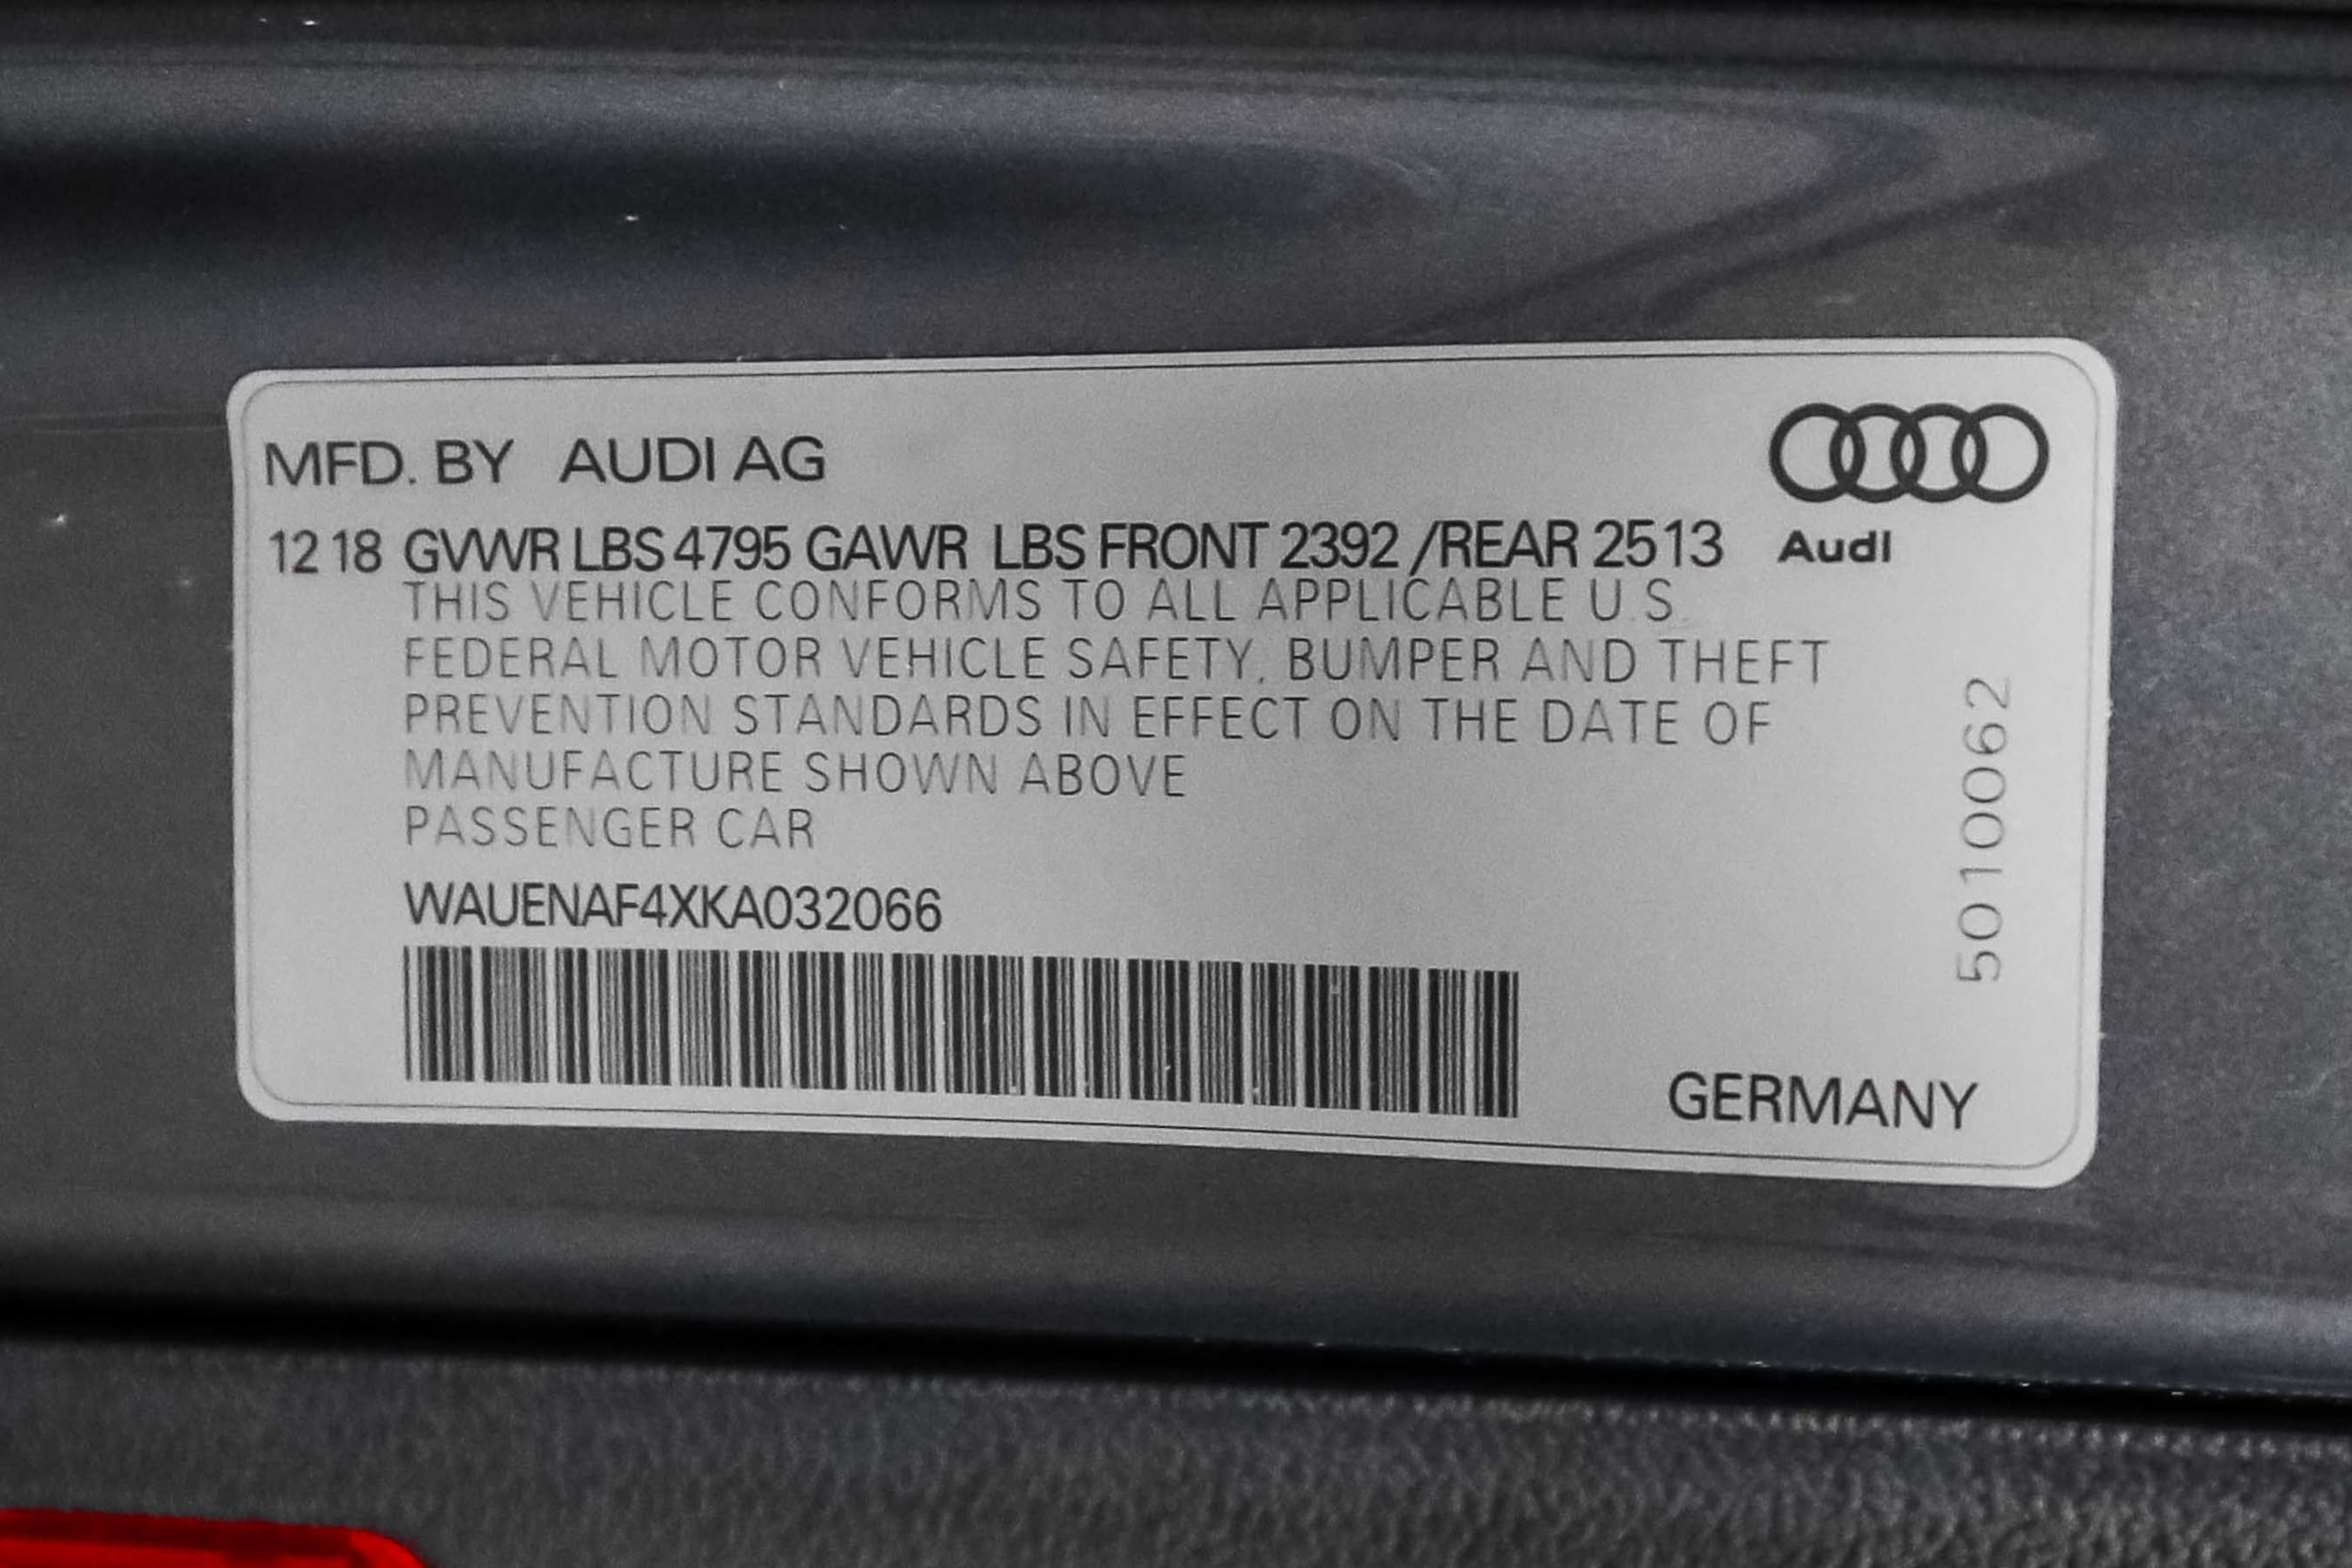 MFD. BY AUDI AG
12 18 GVWR LBS 4795 GAWR LBS FRONT 2392 /REAR 2513
Audi
THIS VEHICLE CONFORMS TO ALL APPLICABLE U.S.
FEDERAL MOTOR VEHICLE SAFETY, BUMPER AND THEFT
PREVENTION STANDARDS IN EFFECT ON THE DATE OF
MANUFACTURE SHOWN ABOVE
PASSENGER CAR
WAUENAF4XKA032066
5010062
GERMANY